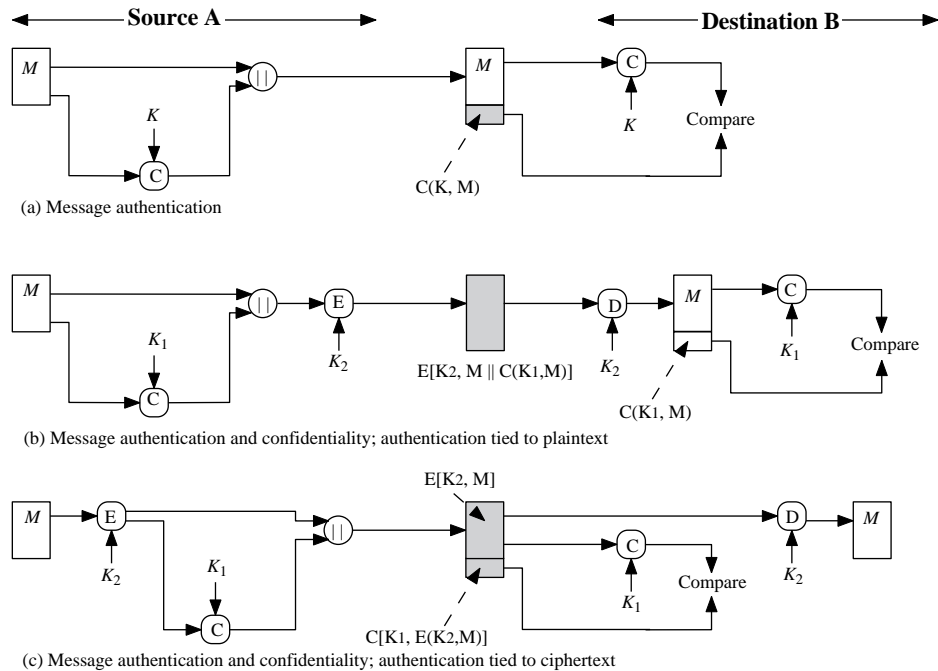 Source A
Destination B
M
||
M
C
K
C
K
Compare
C(K, M)
(a) Message authentication
M
||
E
D
M
C
K1
K2
K2
K1
Compare
C
E[K2, M || C(K1,M)]
C(K1, M)
(b) Message authentication and confidentiality; authentication tied to plaintext
E[K2, M]
M
E
||
D
M
C
K2
K1
K1
Compare
K2
C
C[K1, E(K2,M)]
(c) Message authentication and confidentiality; authentication tied to ciphertext